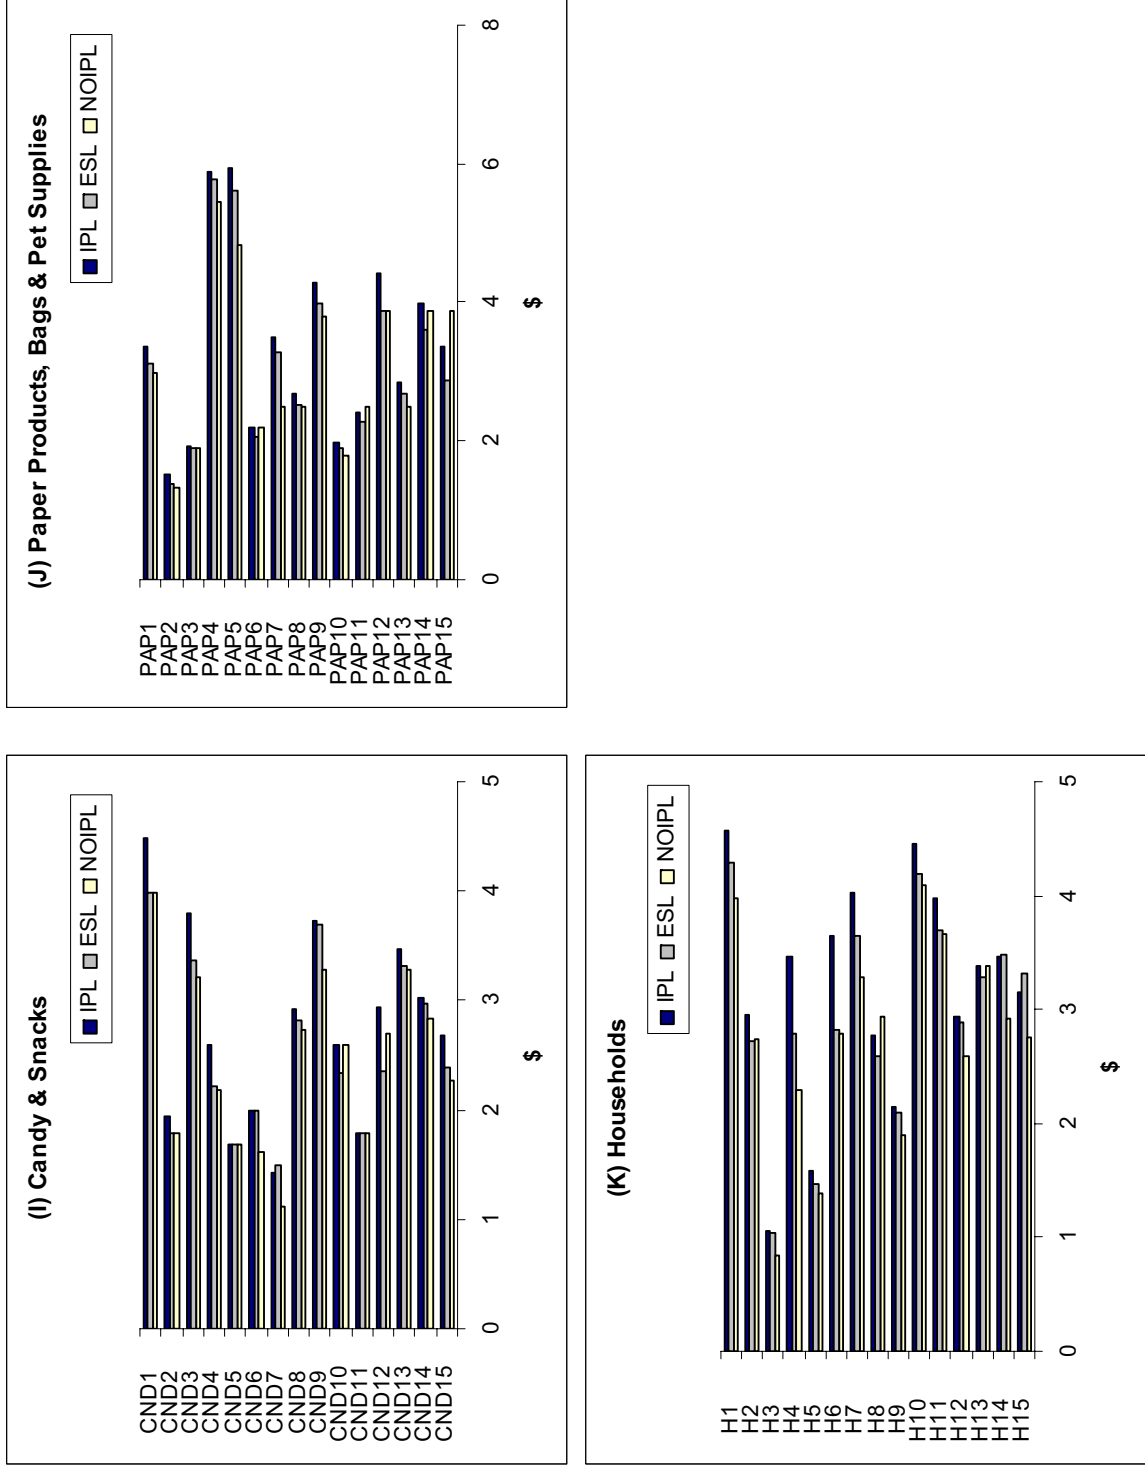 (I) Candy & Snacks
IPL ESL NOIPL
CND1
CND2
CND3
CND4
CND5
CND6
CND7
CND8
CND9
CND10
CND11
CND12
CND13
CND14
CND15
0 1 2 3 4 5
$
(J) Paper Products, Bags & Pet Supplies
IPL ESL NOIPL
PAP1
PAP2
PAP3
PAP4
PAP5
PAP6
PAP7
PAP8
PAP9
PAP10
PAP11
PAP12
PAP13
PAP14
PAP15
0 2 4 6 8
$
(K) Households
IPL ESL NOIPL
H1
H2
H3
H4
H5
H6
H7
H8
H9
H10
H11
H12
H13
H14
H15
0 1 2 3 4 5
$